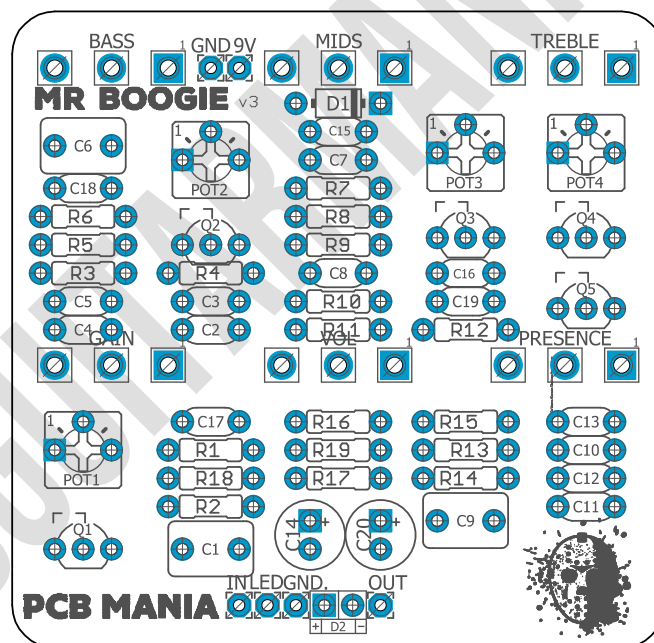 BASS GND 9V MIDS TREBLE
1 1 1
MR BOOGIE v3 D1
C15
1 1 1
C6 C7
POT2 POT3 POT4
C18 R7
R6 Q2 R8 Q3 Q4
R5 R9
R3 R4 C8 C16
Q5
C5 C3 R10 C19
C4 C2 R11 R12
GAIN VOL PRESENCE
1 1 1
1 C17 R16 R15 C13
R1 R19 R13 C10
POT1 R18 R17 R14 C12
R2 C11
Q1 C14 + C20 + C9
C1
IN LED GND. OUT
PCB MANIA
+ D2 -
GUITARMANIA